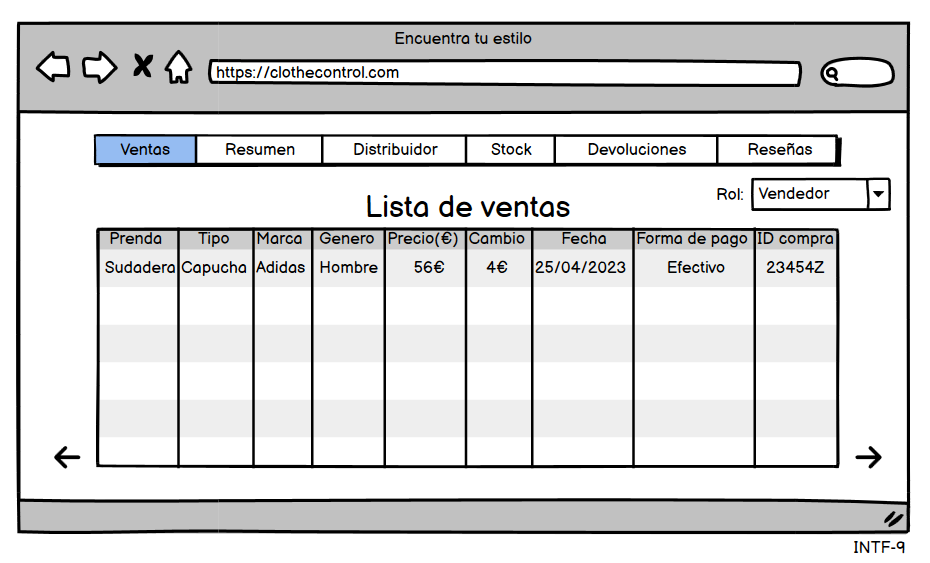 Encuentra tu estilo
https://clothecontrol.com
Ventas Resumen Distribuidor Stock Devoluciones Reseñas
Rol: Vendedor
Lista de ventas
Prenda Tipo Marca Genero Precio(€) Cambio Fecha Forma de pago ID compra
Sudadera Capucha Adidas Hombre 56€ 4€ 25/04/2023 Efectivo 23454Z
INTF-9